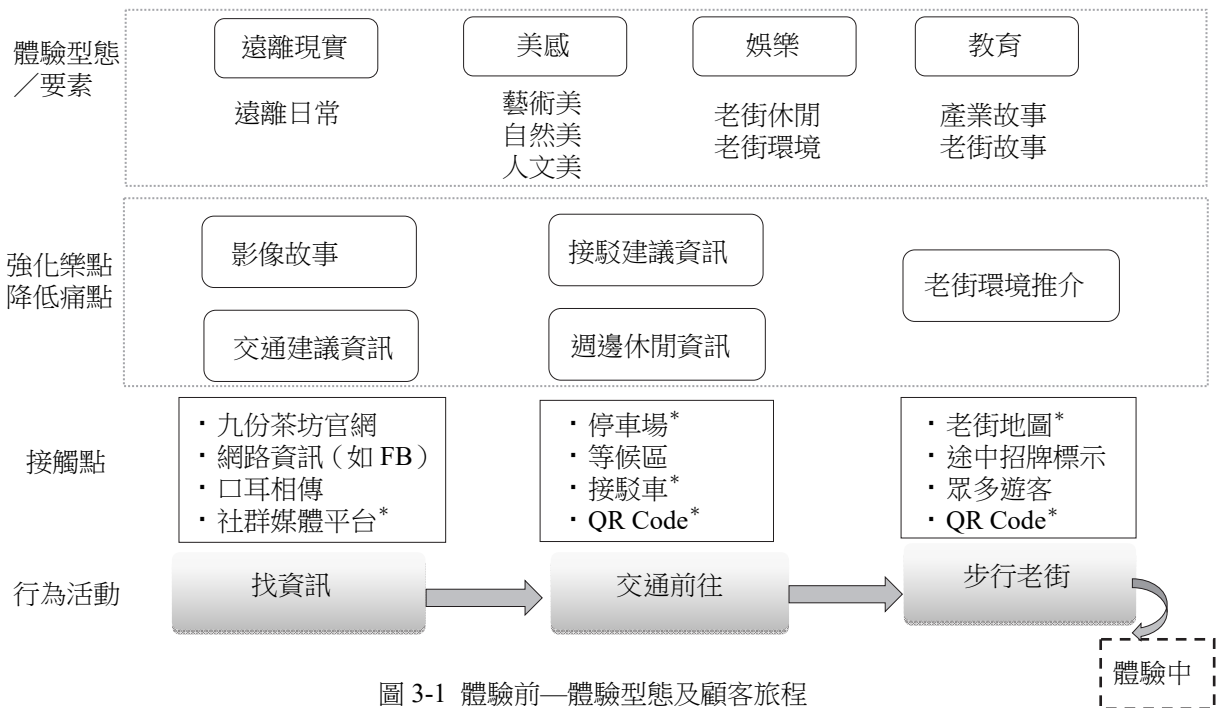 體驗型態
／要素
遠離現實
美感
娛樂
教育
遠離日常
藝術美
自然美
人文美
老街休閒
老街環境
產業故事
老街故事
強化樂點
降低痛點
影像故事
交通建議資訊
接駁建議資訊
週邊休閒資訊
老街環境推介
接觸點
・九份茶坊官網
・網路資訊（如 FB）
・口耳相傳
・社群媒體平台*
・停車場*
・等候區
・接駁車*
・QR Code*
・老街地圖*
・途中招牌標示
・眾多遊客
・QR Code*
行為活動
找資訊
交通前往
步行老街
體驗中
圖 3-1 體驗前—體驗型態及顧客旅程